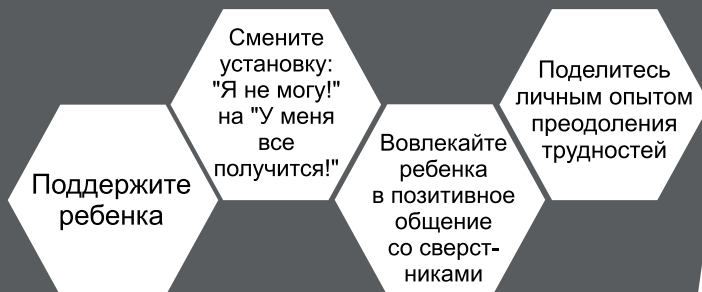 Поддержите
ребенка
Смените
установку:
"Я не могу!"
на "У меня
все
получится!"
Вовлекайте
ребенка
в позитивное
общение
со сверст-
никами
Поделитесь
личным опытом
преодоления
трудностей